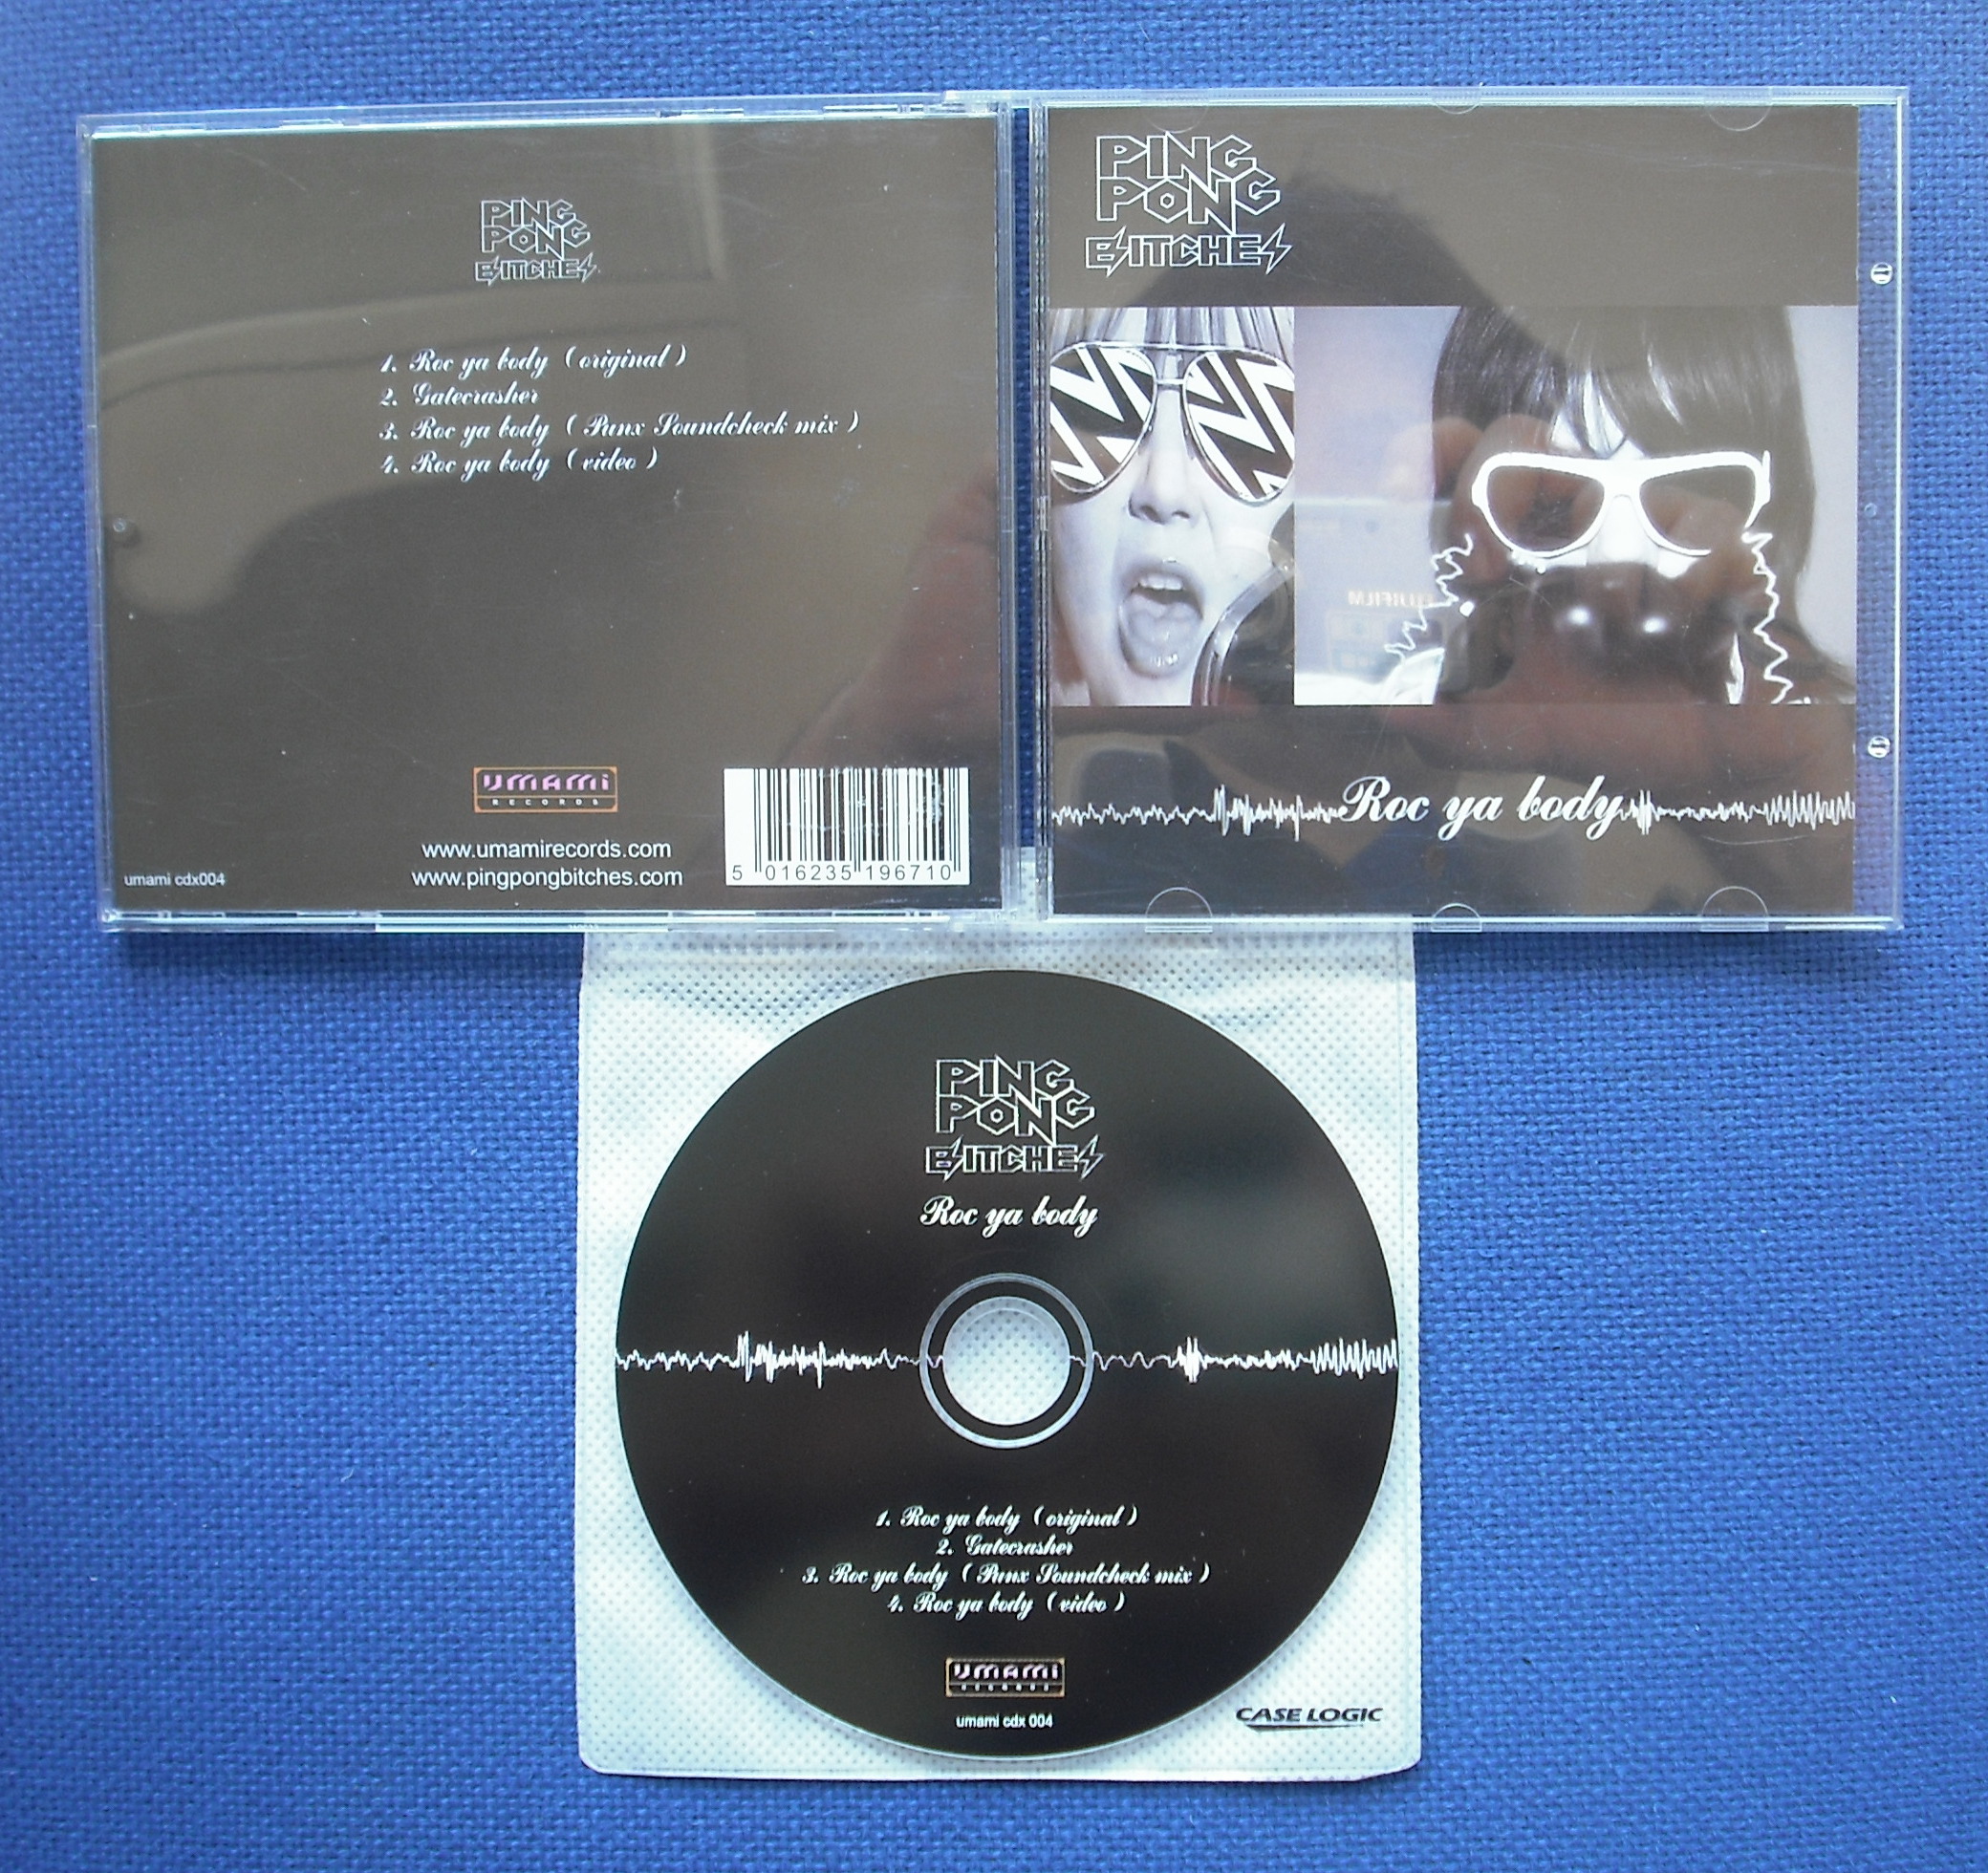 PING
PONG
BITCHES
1. Roc ya body (original)
2. Gatecrasher
3. Roc ya body (Punx Soundcheck mix)
4. Roc ya body (video)
umami
RECORDS
www.umamirecords.com
www.pingpongbitches.com
umami cdx004
5 016235 196710
PING
PONG
BITCHES
FUJIFILM
Roc ya body
PING
PONG
BITCHES
Roc ya body
1. Roc ya body (original)
2. Gatecrasher
3. Roc ya body (Punx Soundcheck mix)
4. Roc ya body (video)
umami
RECORDS
umami cdx 004
CASE LOGIC